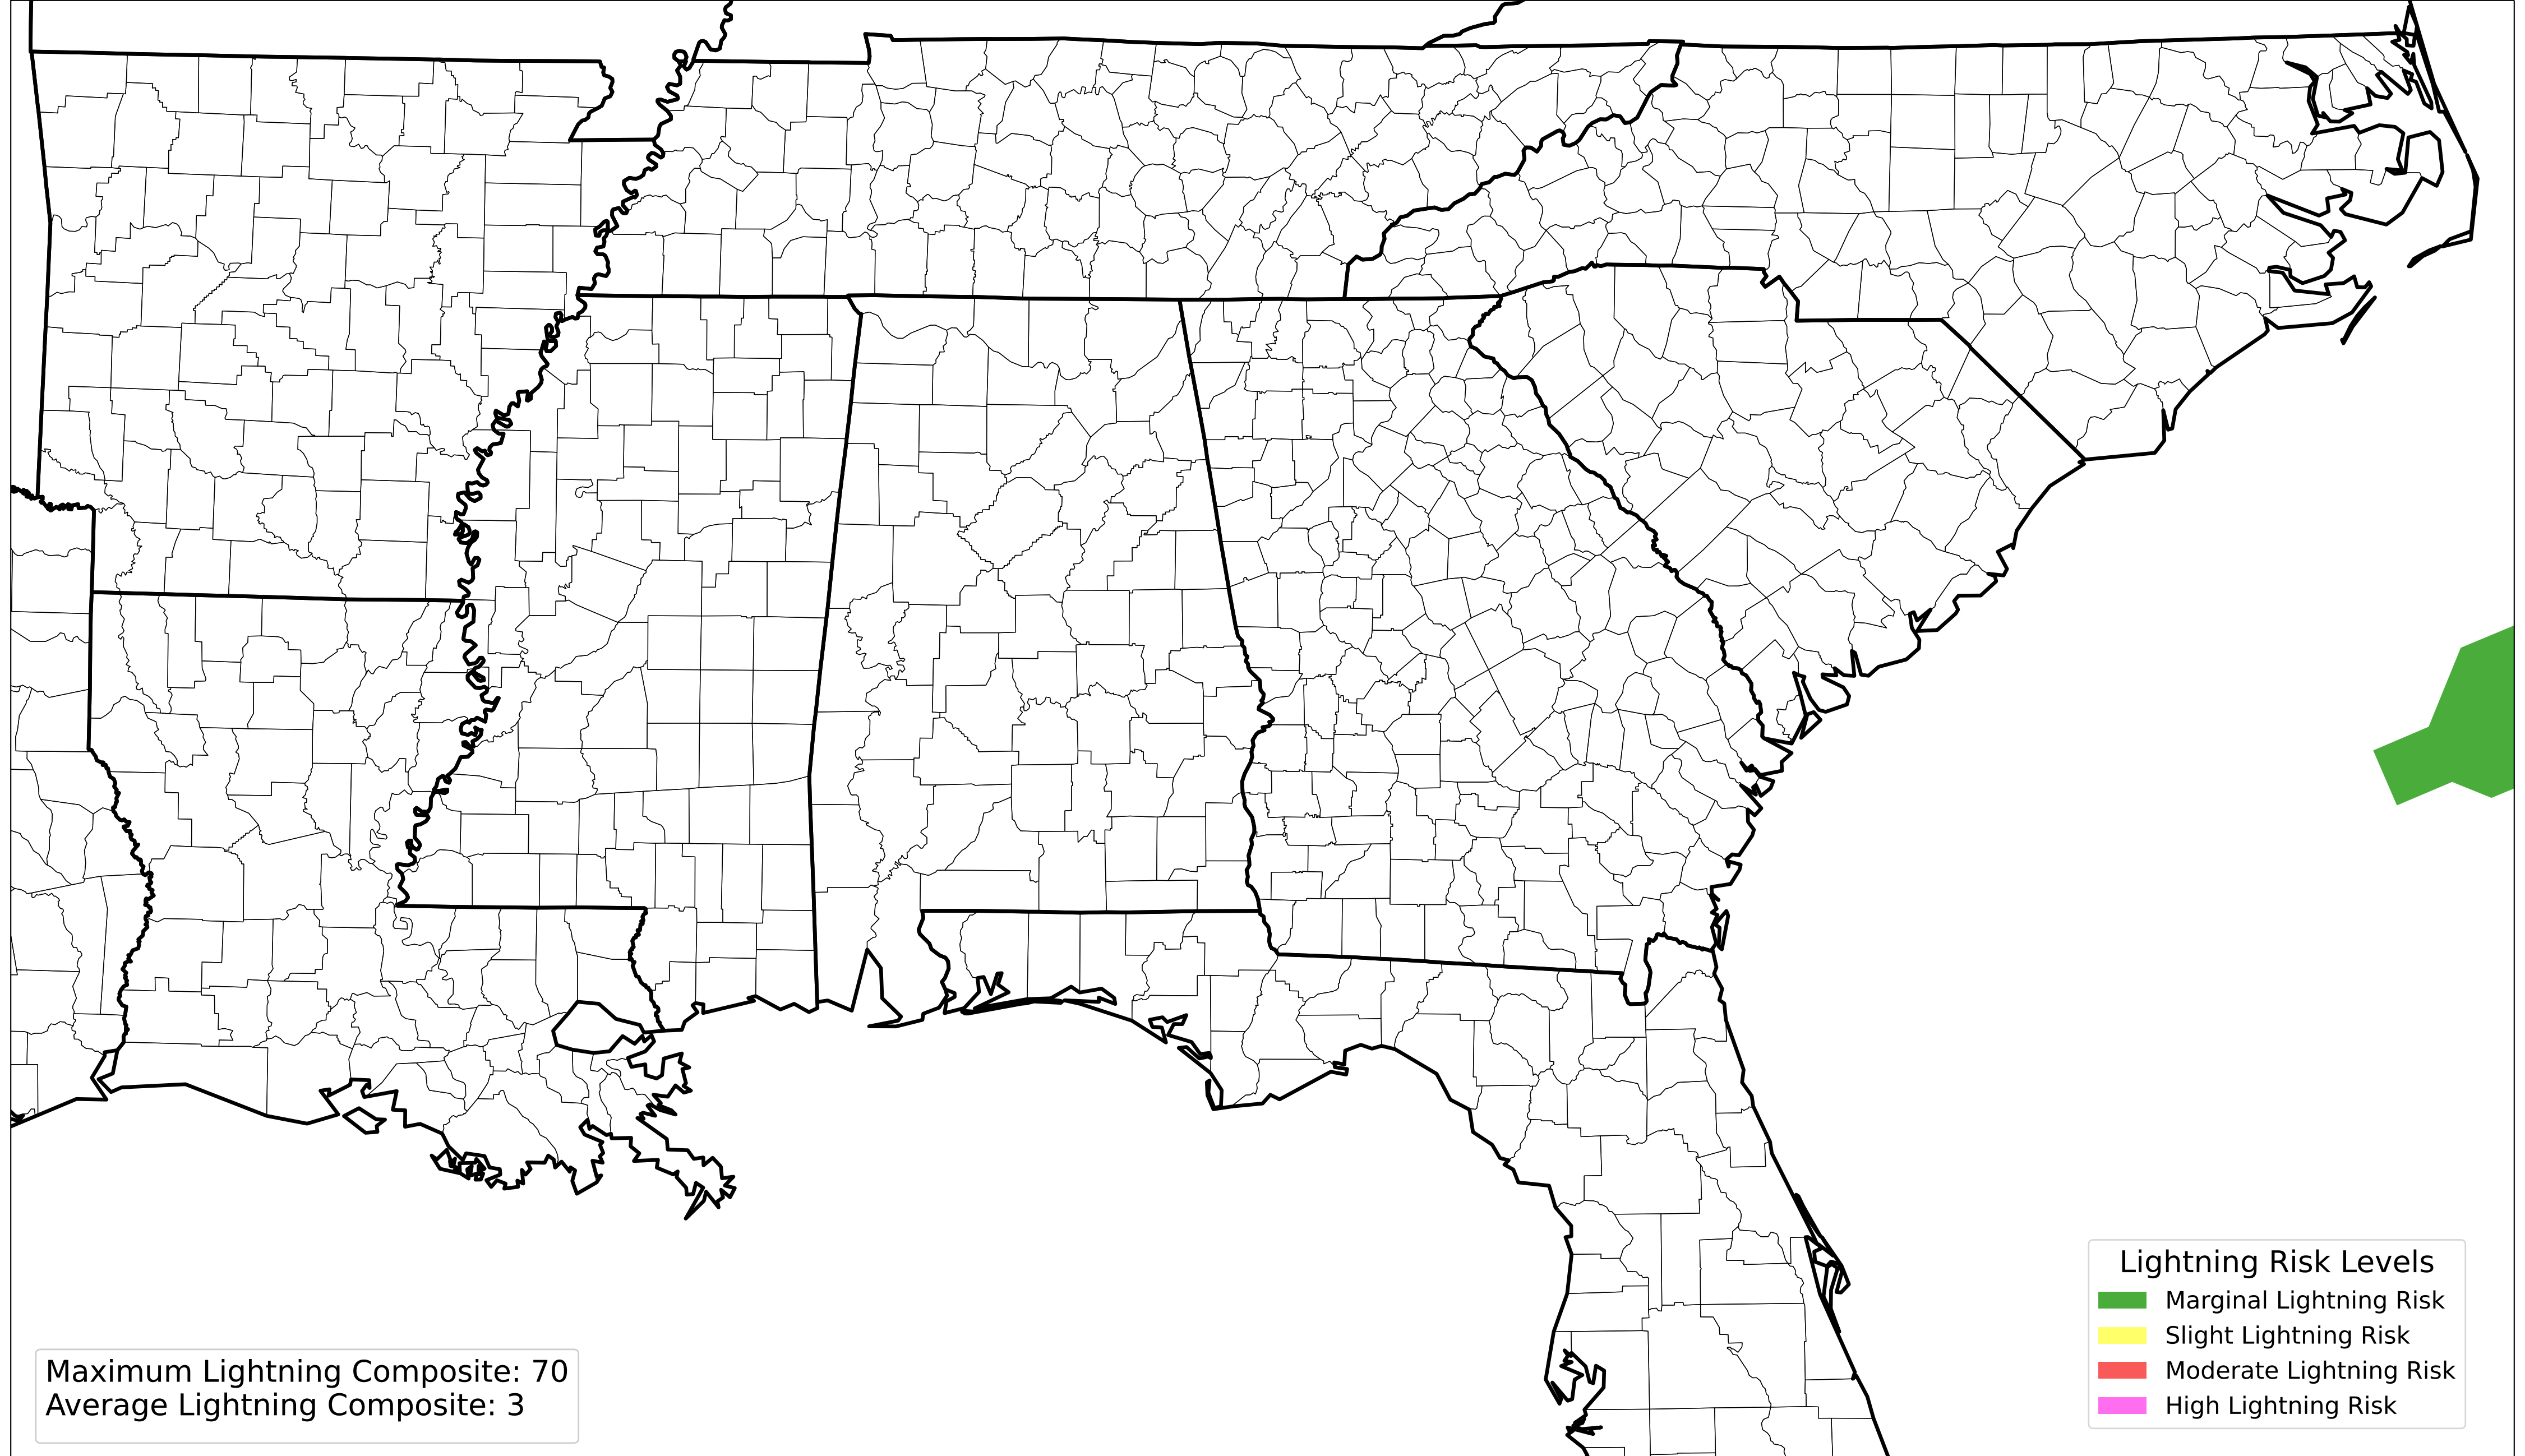 Lightning Risk Levels
Marginal Lightning Risk
Slight Lightning Risk
Moderate Lightning Risk
High Lightning Risk
Maximum Lightning Composite: 70
Average Lightning Composite: 3